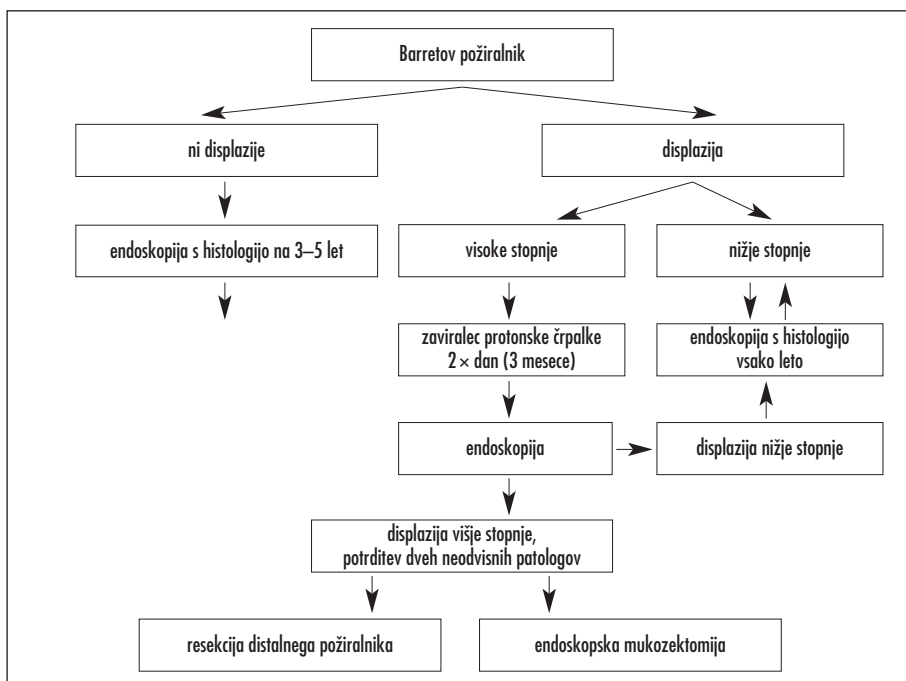 Barretov požiralnik
ni displazije
displazija
endoskopija s histologijo na 3–5 let
visoke stopnje
nižje stopnje
zaviralec protonske črpalke
2 × dan (3 mesece)
endoskopija s histologijo
vsako leto
endoskopija
displazija nižje stopnje
displazija višje stopnje,
potrditev dveh neodvisnih patologov
resekcija distalnega požiralnika
endoskopska mukozektomija